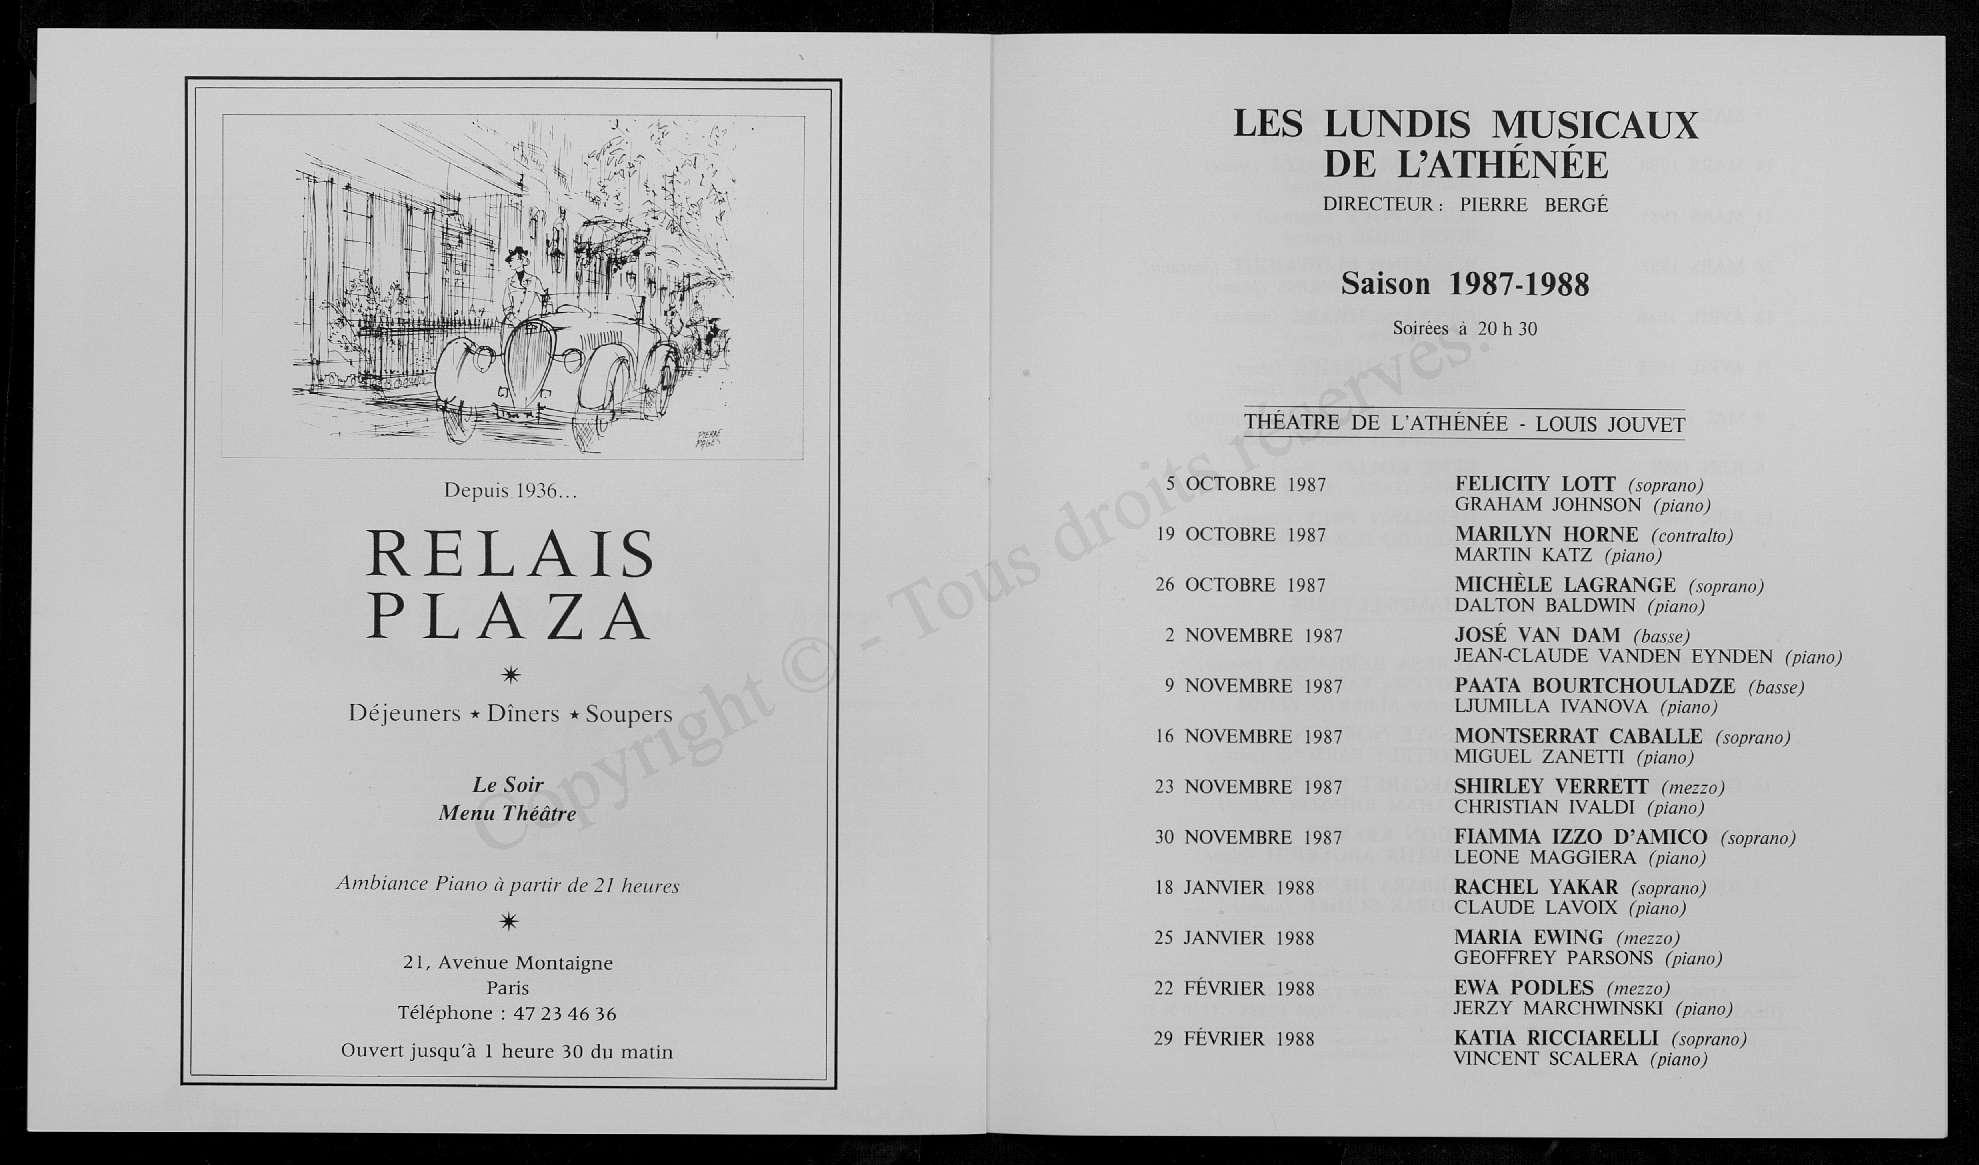 PIERRE
PAGES
Depuis 1936...
RELAIS
PLAZA
Déjeuners ★ Dîners ★ Soupers
Le Soir
Menu Théâtre
Ambiance Piano à partir de 21 heures
21, Avenue Montaigne
Paris
Téléphone : 47 23 46 36
Ouvert jusqu'à 1 heure 30 du matin
LES LUNDIS MUSICAUX
DE L'ATHÉNÉE
DIRECTEUR : PIERRE BERGÉ
Saison 1987-1988
Soirées à 20 h 30
THÉATRE DE L'ATHÉNÉE - LOUIS JOUVET
5 OCTOBRE 1987 FELICITY LOTT (soprano)
GRAHAM JOHNSON (piano)
19 OCTOBRE 1987 MARILYN HORNE (contralto)
MARTIN KATZ (piano)
26 OCTOBRE 1987 MICHÈLE LAGRANGE (soprano)
DALTON BALDWIN (piano)
2 NOVEMBRE 1987 JOSÉ VAN DAM (basse)
JEAN-CLAUDE VANDEN EYNDEN (piano)
9 NOVEMBRE 1987 PAATA BOURTCHOULADZE (basse)
LJUMILLA IVANOVA (piano)
16 NOVEMBRE 1987 MONTSERRAT CABALLE (soprano)
MIGUEL ZANETTI (piano)
23 NOVEMBRE 1987 SHIRLEY VERRETT (mezzo)
CHRISTIAN IVALDI (piano)
30 NOVEMBRE 1987 FIAMMA IZZO D'AMICO (soprano)
LEONE MAGGIERA (piano)
18 JANVIER 1988 RACHEL YAKAR (soprano)
CLAUDE LAVOIX (piano)
25 JANVIER 1988 MARIA EWING (mezzo)
GEOFFREY PARSONS (piano)
22 FÉVRIER 1988 EWA PODLES (mezzo)
JERZY MARCHWINSKI (piano)
29 FÉVRIER 1988 KATIA RICCIARELLI (soprano)
VINCENT SCALERA (piano)
Copyright © - Tous droits réservés.